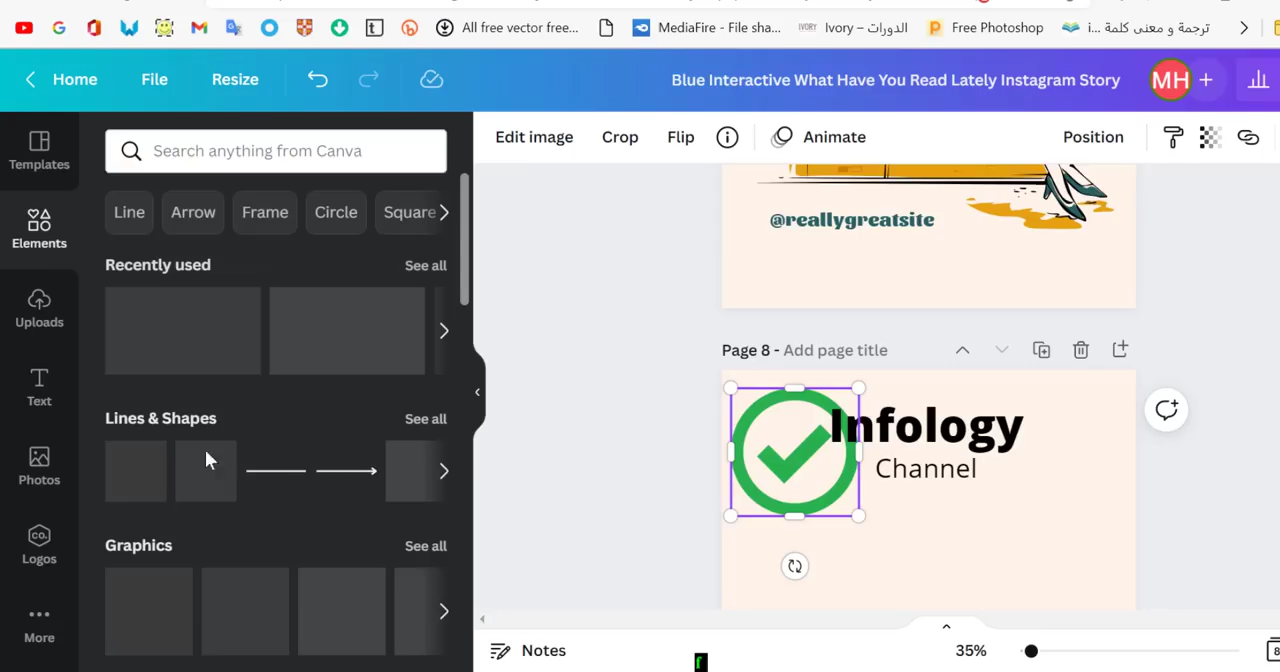 All free vector free...
MediaFire - File sha...
IVORY
Ivory – الدورات
Free Photoshop
ترجمة و معنى كلمة i...
Home
File
Resize
Blue Interactive What Have You Read Lately Instagram Story
MH
Edit image
Crop
Flip
Animate
Position
Templates
Elements
Uploads
Text
Photos
CO.
Logos
More
Search anything from Canva
Line
Arrow
Frame
Circle
Square
Recently used
See all
Lines & Shapes
See all
Graphics
See all
@reallygreatsite
Page 8 - Add page title
Infology
Channel
Notes
35%
8
f